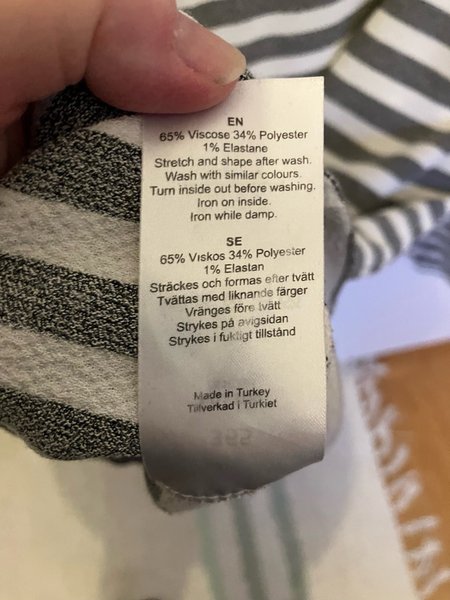 EN
65% Viscose 34% Polyester
1% Elastane
Stretch and shape after wash.
Wash with similar colours.
Turn inside out before washing.
Iron on inside.
Iron while damp.
SE
65% Viskos 34% Polyester
1% Elastan
Sträckes och formas efter tvätt
Tvättas med liknande färger
Vränges före tvätt
Strykes på avigsidan
Strykes i fuktigt tillstånd
Made in Turkey
Tillverkad i Turkiet